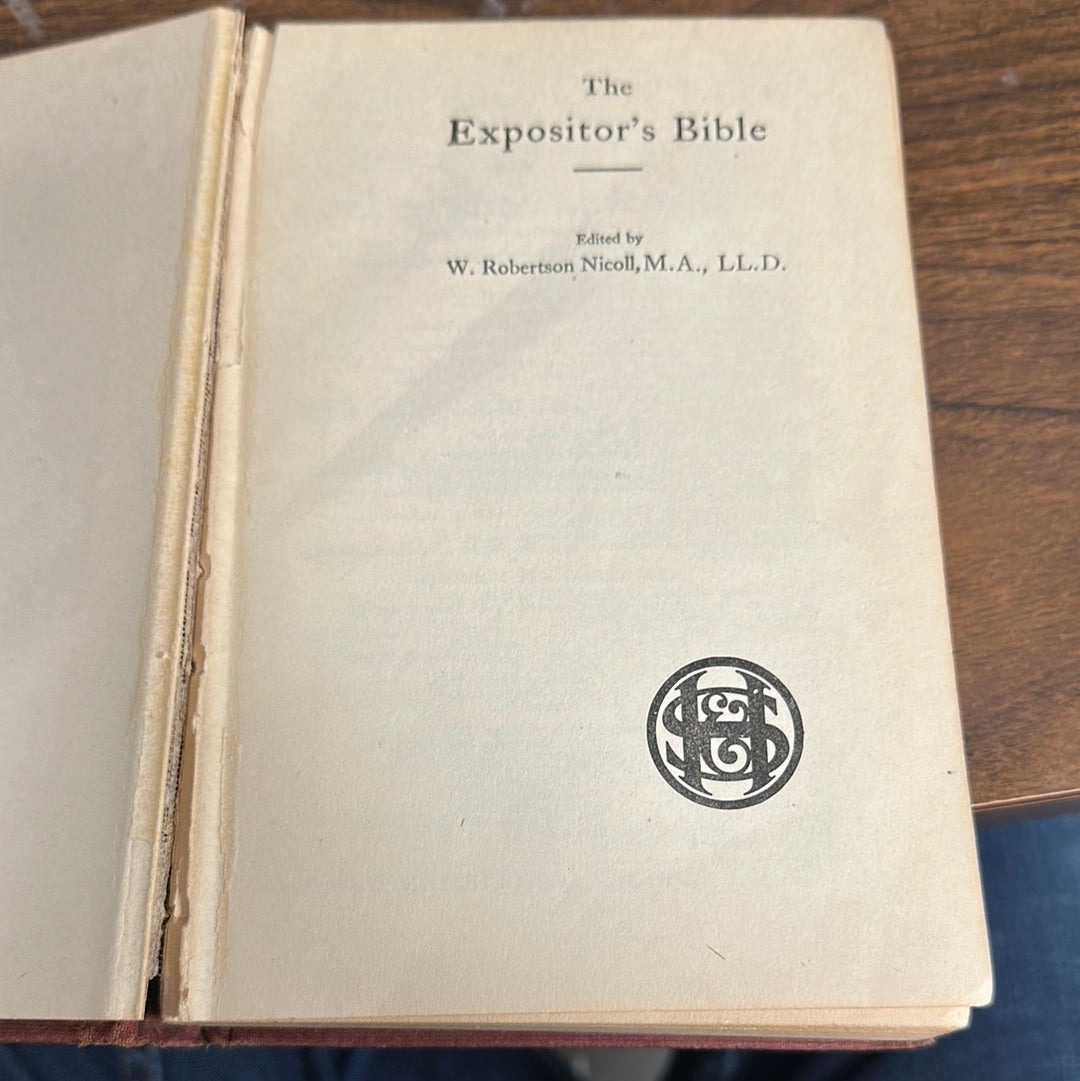 The
Expositor's Bible
Edited by
W. Robertson Nicoll, M.A., LL.D.
H&S